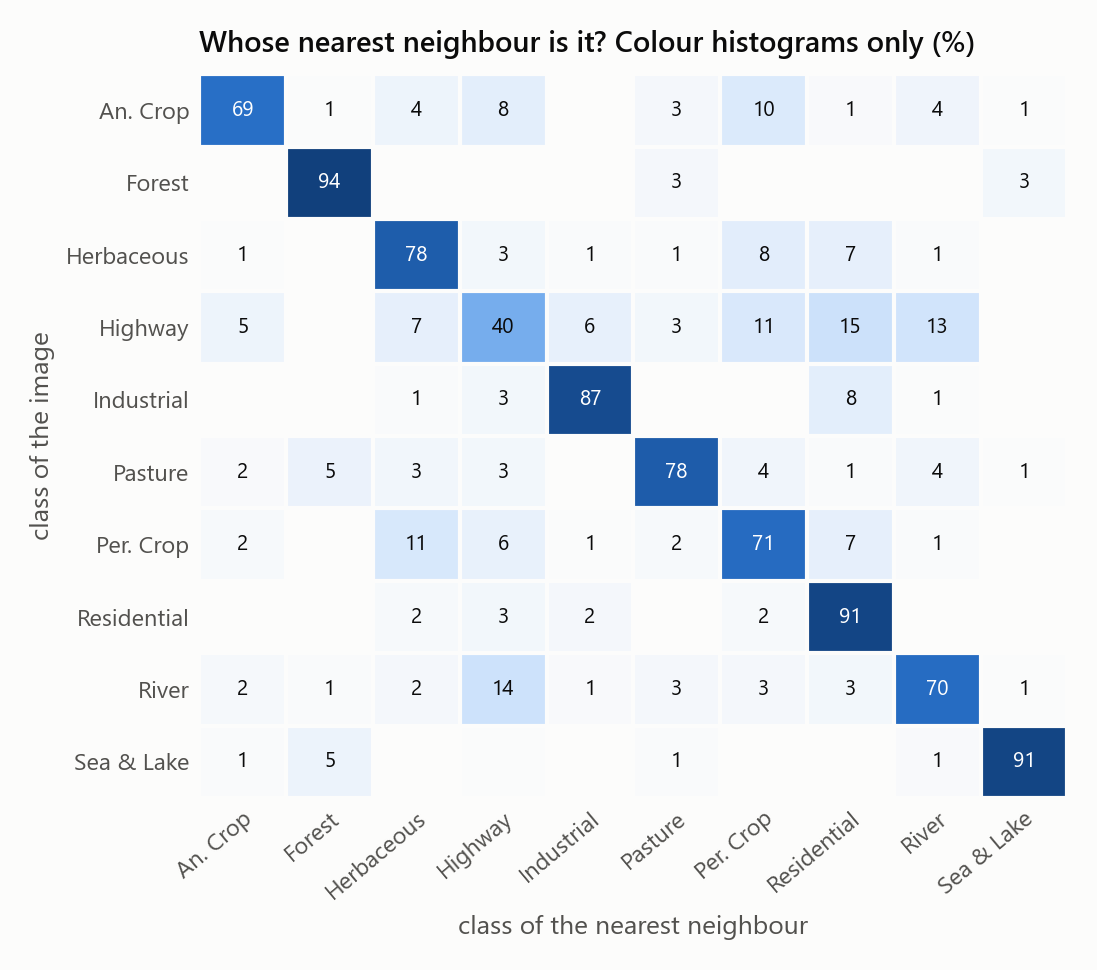 Whose nearest neighbour is it? Colour histograms only (%)
An. Crop 69 1 4 8 3 10 1 4 1
Forest 94 3 3
Herbaceous 1 78 3 1 1 8 7 1
Highway 5 7 40 6 3 11 15 13
Industrial 1 3 87 8 1
Pasture 2 5 3 3 78 4 1 4 1
Per. Crop 2 11 6 1 2 71 7 1
Residential 2 3 2 2 91
River 2 1 2 14 1 3 3 3 70 1
Sea & Lake 1 5 1 1 91
class of the image
An. Crop Forest Herbaceous Highway Industrial Pasture Per. Crop Residential River Sea & Lake
class of the nearest neighbour